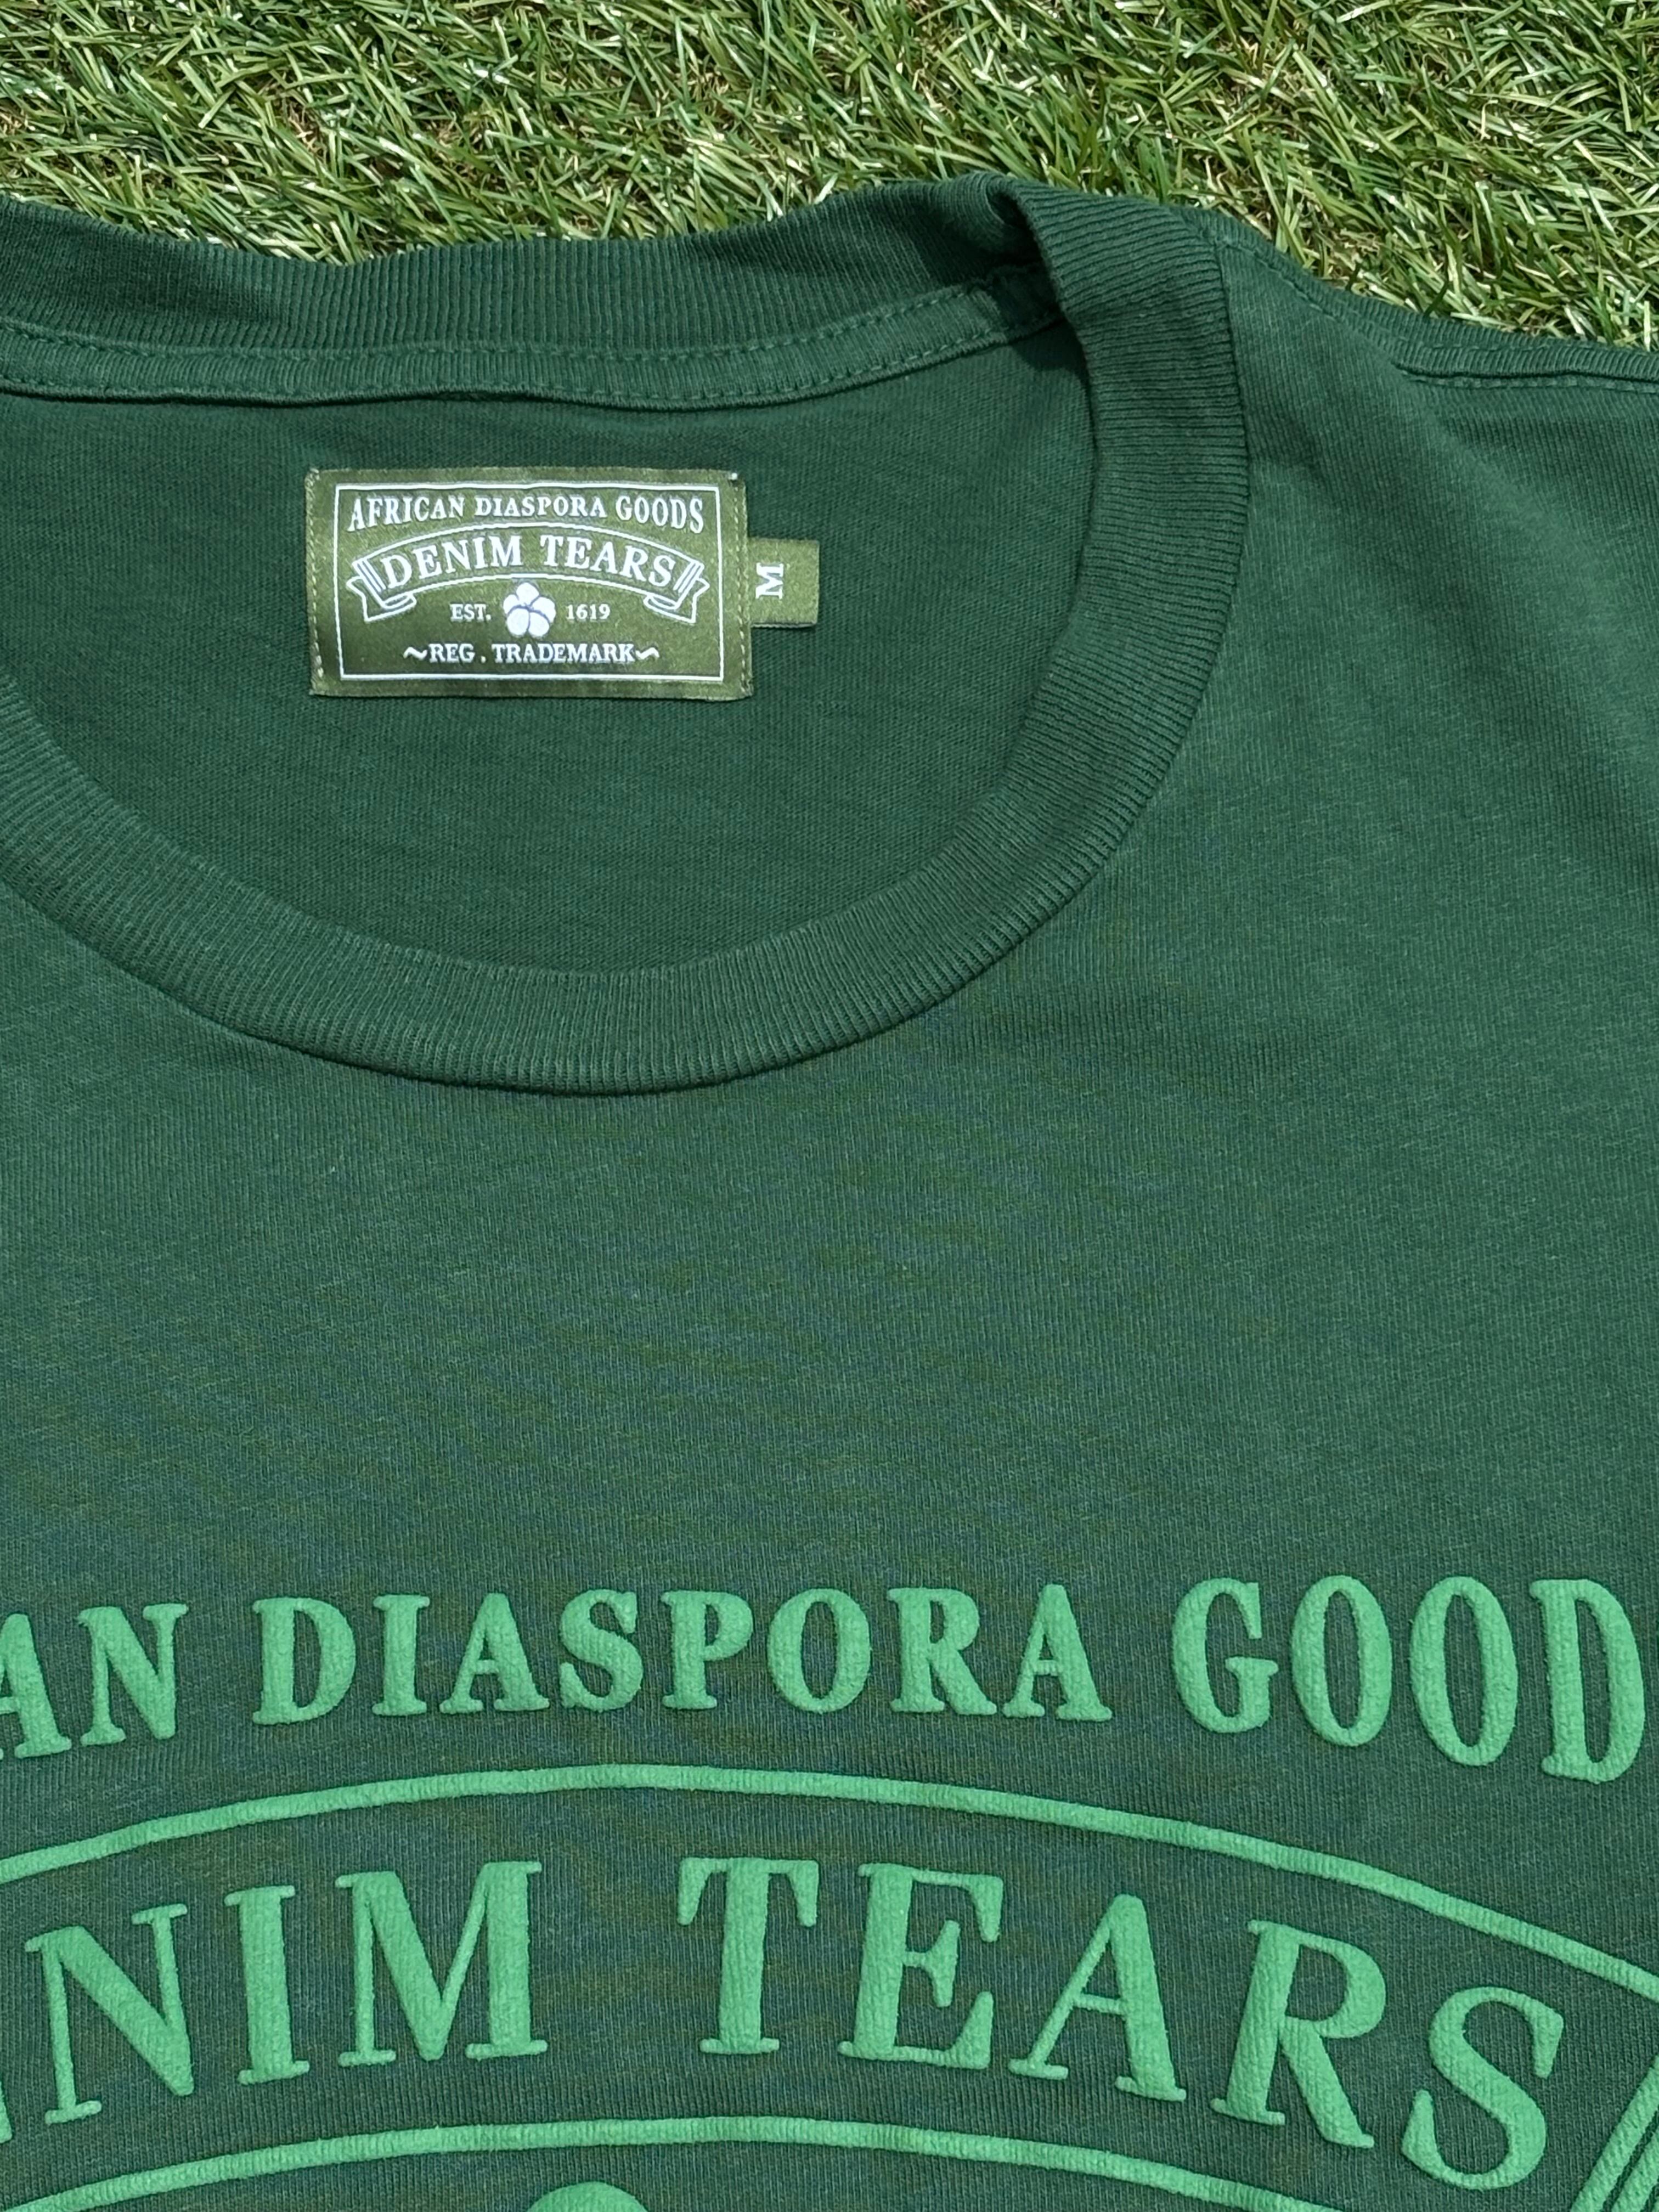 AFRICAN DIASPORA GOODS
DENIM TEARS
EST. 1619
~REG. TRADEMARK~
M
AN DIASPORA GOOD
NIM TEARS